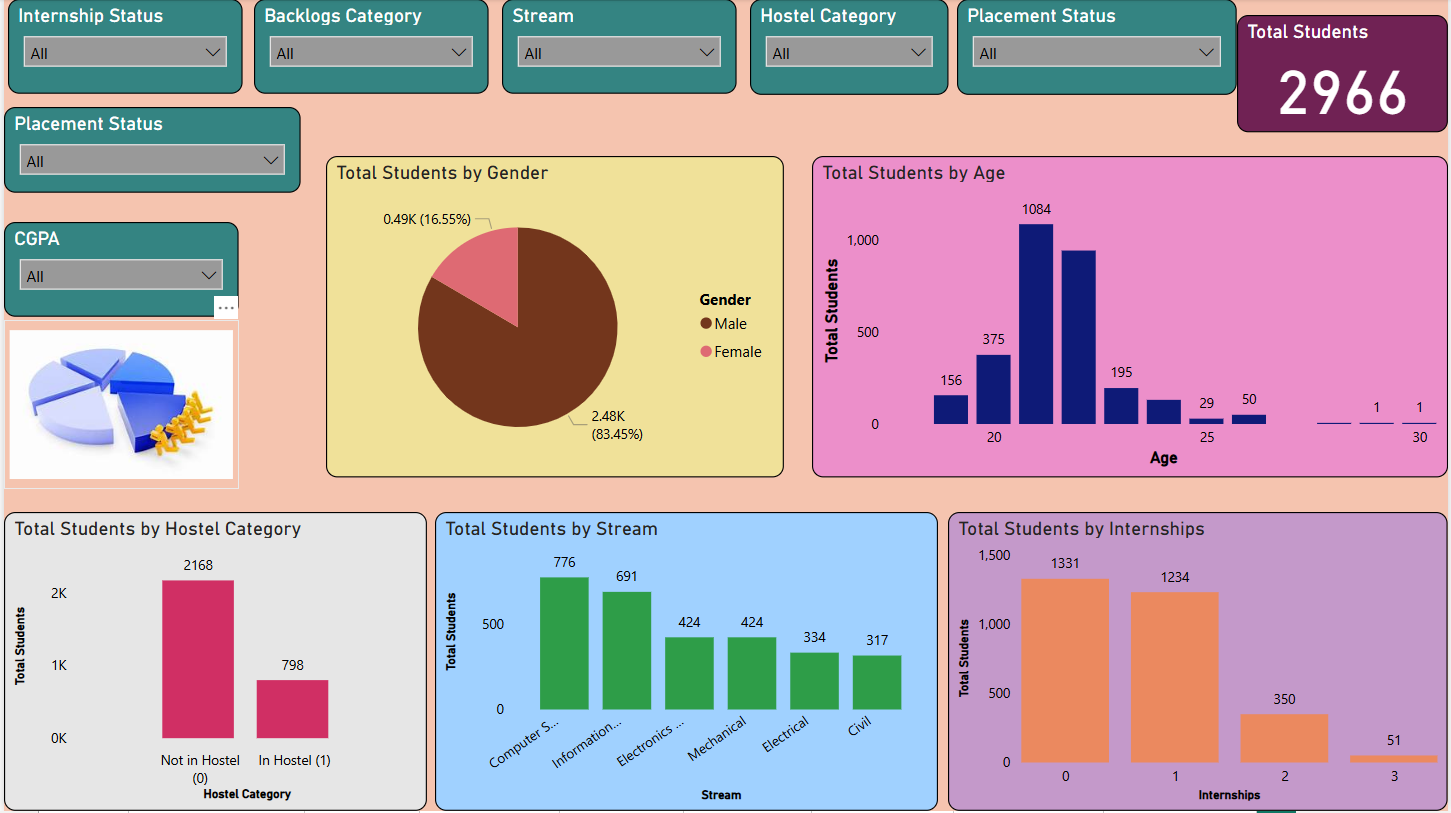 Internship Status
All
Backlogs Category
All
Stream
All
Hostel Category
All
Placement Status
All
Total Students
2966
Placement Status
All
CGPA
All
...
Total Students by Gender
0.49K (16.55%)
2.48K
(83.45%)
Gender
Male
Female
Total Students by Age
Total Students
1,000
500
0
156
375
1084
195
29
50
1
1
20
25
30
Age
Total Students by Hostel Category
Total Students
2K
1K
0K
2168
798
Not in Hostel
(0)
In Hostel (1)
Hostel Category
Total Students by Stream
Total Students
500
0
776
691
424
424
334
317
Computer S...
Information...
Electronics ...
Mechanical
Electrical
Civil
Stream
Total Students by Internships
Total Students
1,500
1,000
500
0
1331
1234
350
51
0
1
2
3
Internships